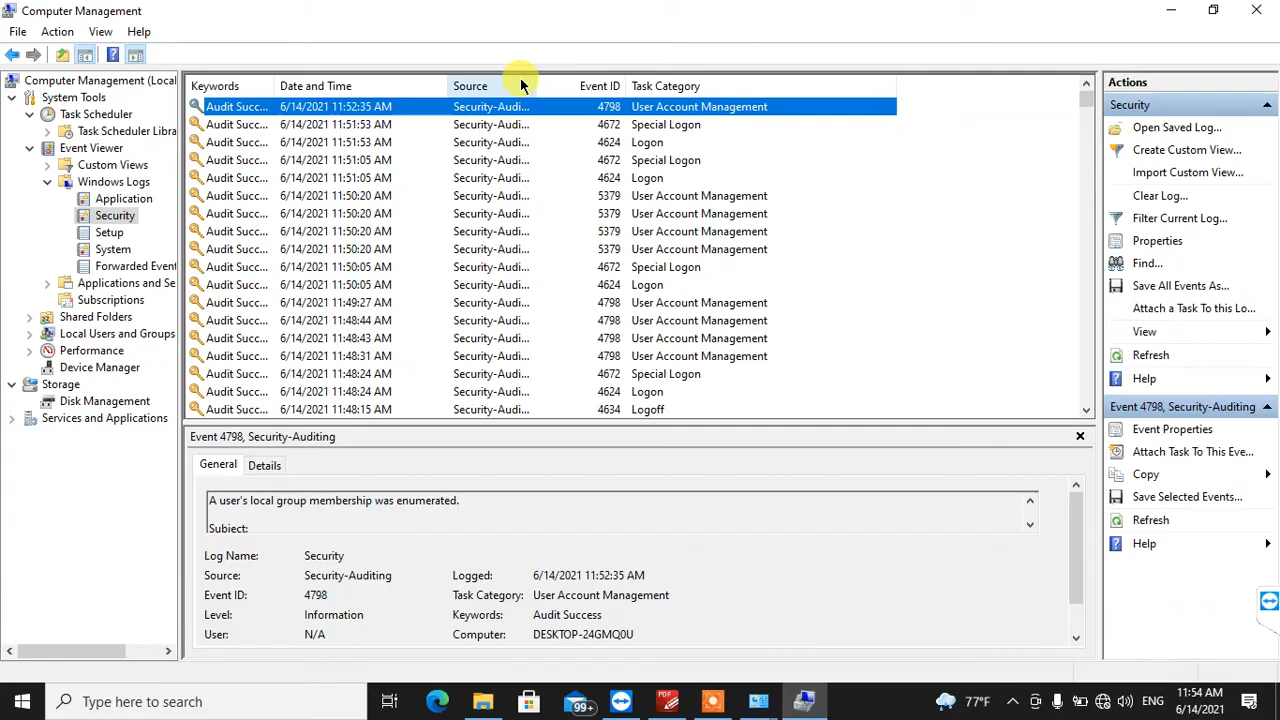 Computer Management
File Action View Help
Computer Management (Local
System Tools
Task Scheduler
Task Scheduler Libra
Event Viewer
Custom Views
Windows Logs
Application
Security
Setup
System
Forwarded Event
Applications and Se
Subscriptions
Shared Folders
Local Users and Groups
Performance
Device Manager
Storage
Disk Management
Services and Applications
Keywords Date and Time Source Event ID Task Category
Audit Succ... 6/14/2021 11:52:35 AM Security-Audi... 4798 User Account Management
Audit Succ... 6/14/2021 11:51:53 AM Security-Audi... 4672 Special Logon
Audit Succ... 6/14/2021 11:51:53 AM Security-Audi... 4624 Logon
Audit Succ... 6/14/2021 11:51:05 AM Security-Audi... 4672 Special Logon
Audit Succ... 6/14/2021 11:51:05 AM Security-Audi... 4624 Logon
Audit Succ... 6/14/2021 11:50:20 AM Security-Audi... 5379 User Account Management
Audit Succ... 6/14/2021 11:50:20 AM Security-Audi... 5379 User Account Management
Audit Succ... 6/14/2021 11:50:20 AM Security-Audi... 5379 User Account Management
Audit Succ... 6/14/2021 11:50:20 AM Security-Audi... 5379 User Account Management
Audit Succ... 6/14/2021 11:50:05 AM Security-Audi... 4672 Special Logon
Audit Succ... 6/14/2021 11:50:05 AM Security-Audi... 4624 Logon
Audit Succ... 6/14/2021 11:49:27 AM Security-Audi... 4798 User Account Management
Audit Succ... 6/14/2021 11:48:44 AM Security-Audi... 4798 User Account Management
Audit Succ... 6/14/2021 11:48:43 AM Security-Audi... 4798 User Account Management
Audit Succ... 6/14/2021 11:48:31 AM Security-Audi... 4798 User Account Management
Audit Succ... 6/14/2021 11:48:24 AM Security-Audi... 4672 Special Logon
Audit Succ... 6/14/2021 11:48:24 AM Security-Audi... 4624 Logon
Audit Succ... 6/14/2021 11:48:15 AM Security-Audi... 4634 Logoff
Event 4798, Security-Auditing
General Details
A user's local group membership was enumerated.
Subject:
Log Name: Security
Source: Security-Auditing Logged: 6/14/2021 11:52:35 AM
Event ID: 4798 Task Category: User Account Management
Level: Information Keywords: Audit Success
User: N/A Computer: DESKTOP-24GMQ0U
Actions
Security
Open Saved Log...
Create Custom View...
Import Custom View...
Clear Log...
Filter Current Log...
Properties
Find...
Save All Events As...
Attach a Task To this Lo...
View
Refresh
Help
Event 4798, Security-Auditing
Event Properties
Attach Task To This Eve...
Copy
Save Selected Events...
Refresh
Help
Type here to search
99+
PDF
77°F
ENG
11:54 AM
6/14/2021